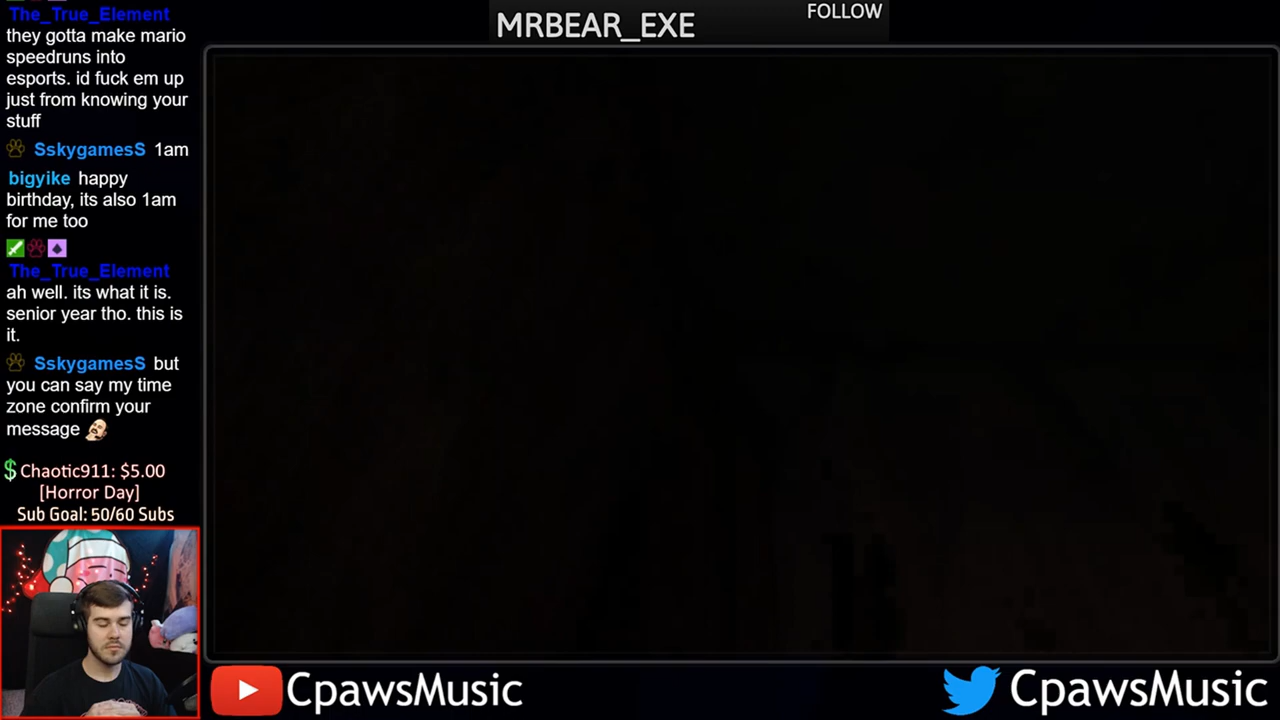 MRBEAR_EXE
FOLLOW
The_True_Element
they gotta make mario
speedruns into
esports. id fuck em up
just from knowing your
stuff
SskygamesS 1am
bigyike happy
birthday, its also 1am
for me too
The_True_Element
ah well. its what it is.
senior year tho. this is
it.
SskygamesS but
you can say my time
zone confirm your
message
$ Chaotic911: $5.00
[Horror Day]
Sub Goal: 50/60 Subs
CpawsMusic
CpawsMusic